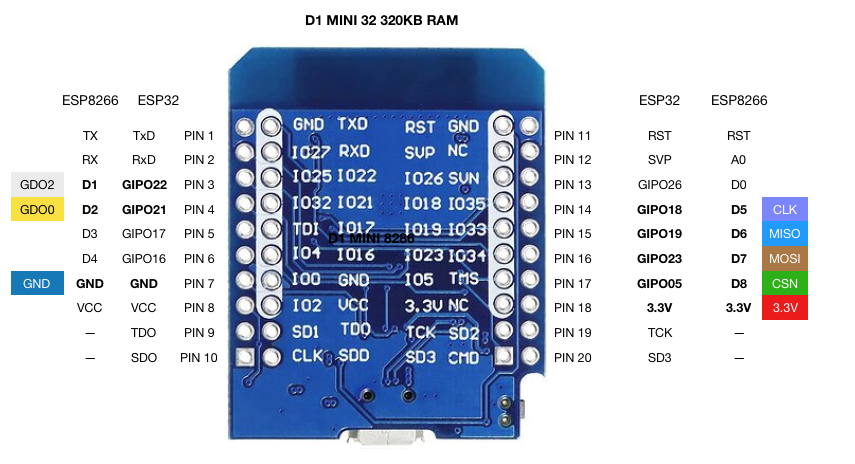 D1 MINI 32 320KB RAM
ESP8266 ESP32 ESP32 ESP8266
TX TxD PIN 1 GND TXD RST GND PIN 11 RST RST
RX RxD PIN 2 IO27 RXD SVP NC PIN 12 SVP A0
GDO2 D1 GIPO22 PIN 3 IO25 IO22 IO26 SVN PIN 13 GIPO26 D0
GDO0 D2 GIPO21 PIN 4 IO32 IO21 IO18 IO35 PIN 14 GIPO18 D5 CLK
D3 GIPO17 PIN 5 TDI IO17 IO19 IO33 PIN 15 GIPO19 D6 MISO
D1 MINI 8286
D4 GIPO16 PIN 6 IO4 IO16 IO23 IO34 PIN 16 GIPO23 D7 MOSI
GND GND GND PIN 7 IO0 GND IO5 TMS PIN 17 GIPO05 D8 CSN
VCC VCC PIN 8 IO2 VCC 3.3V NC PIN 18 3.3V 3.3V 3.3V
— TDO PIN 9 SD1 TDO TCK SD2 PIN 19 TCK —
— SDO PIN 10 CLK SDD SD3 CMD PIN 20 SD3 —